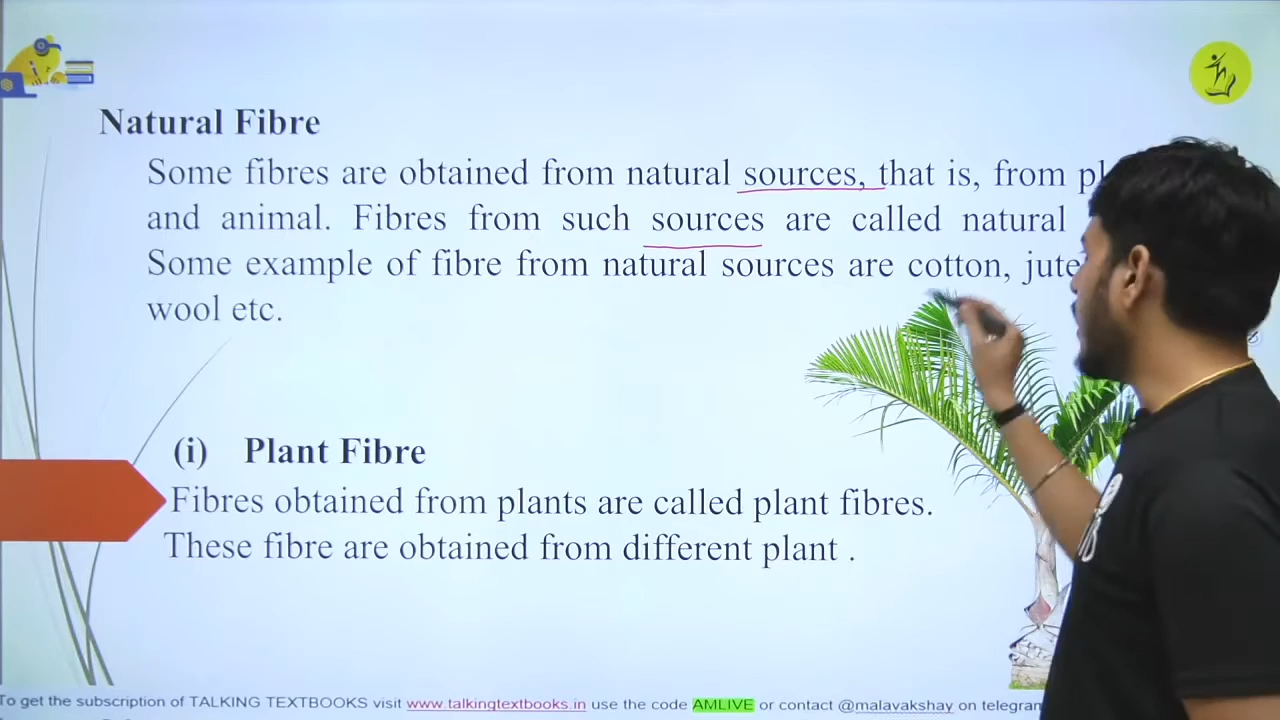 Natural Fibre
Some fibres are obtained from natural sources, that is, from
and animal. Fibres from such sources are called natural
Some example of fibre from natural sources are cotton, jute
wool etc.
(i) Plant Fibre
Fibres obtained from plants are called plant fibres.
These fibre are obtained from different plant .
To get the subscription of TALKING TEXTBOOKS visit www.talkingtextbooks.in use the code AMLIVE or contact @malavakshay on telegram